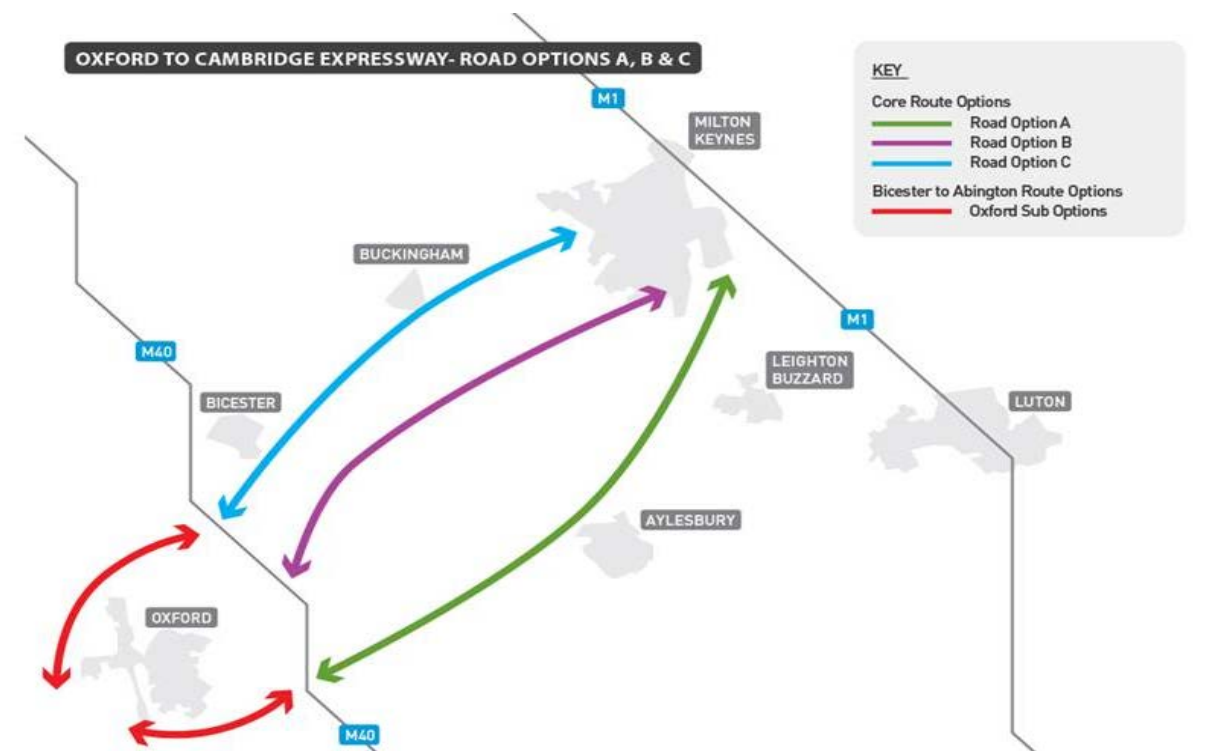 OXFORD TO CAMBRIDGE EXPRESSWAY- ROAD OPTIONS A, B & C
KEY
Core Route Options
Road Option A
Road Option B
Road Option C
Bicester to Abington Route Options
Oxford Sub Options
M1
MILTON
KEYNES
BUCKINGHAM
M1
M40
LEIGHTON
BUZZARD
BICESTER
LUTON
AYLESBURY
OXFORD
M40